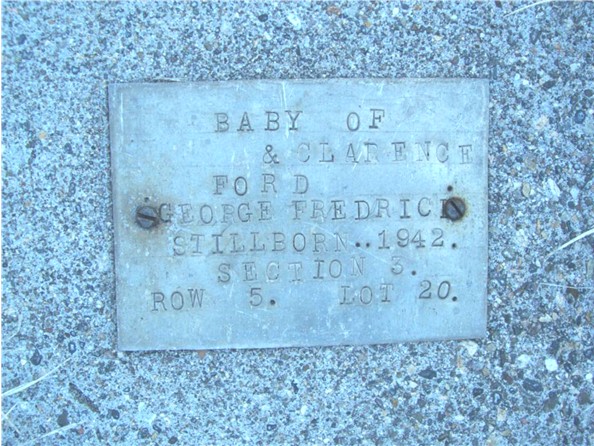 BABY OF
& CLARENCE
FORD
GEORGE FREDRICK
STILLBORN..1942.
SECTION 3.
ROW 5. LOT 20.